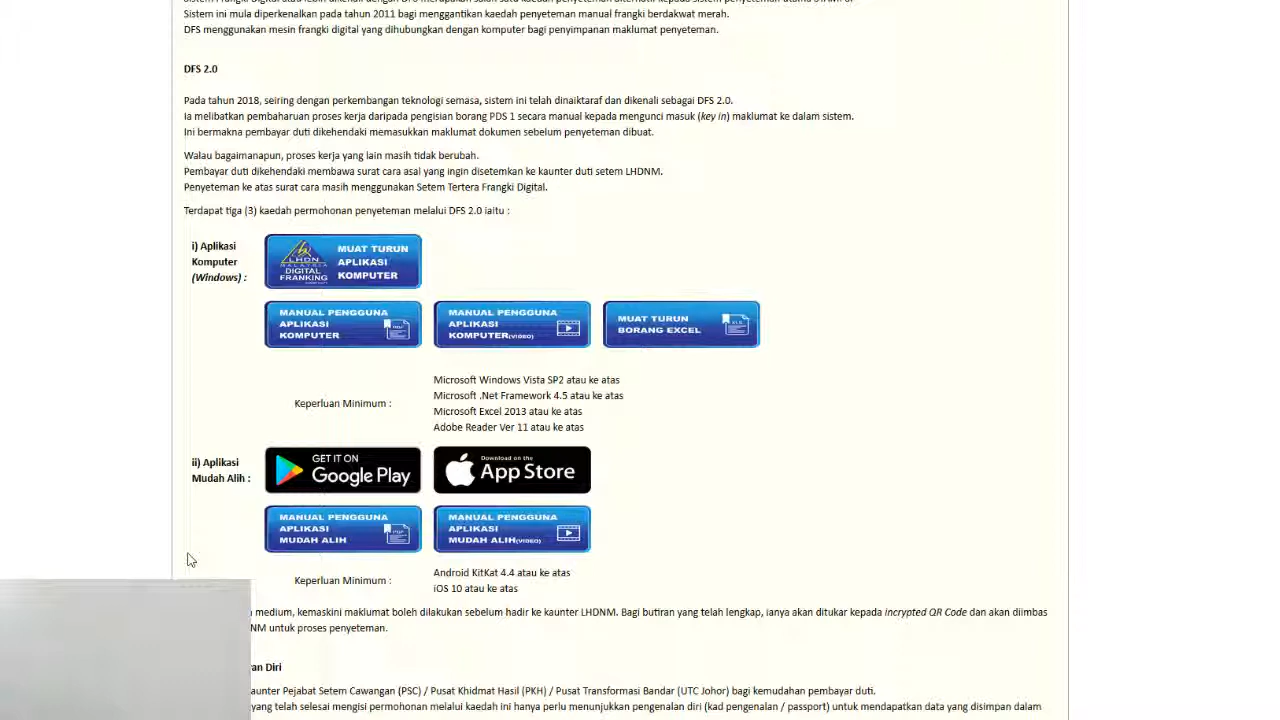 Sistem ini mula diperkenalkan pada tahun 2011 bagi menggantikan kaedah penyeteman manual frangki berdakwat merah.
DFS menggunakan mesin frangki digital yang dihubungkan dengan komputer bagi penyimpanan maklumat penyeteman.
DFS 2.0
Pada tahun 2018, seiring dengan perkembangan teknologi semasa, sistem ini telah dinaiktaraf dan dikenali sebagai DFS 2.0.
Ia melibatkan pembaharuan proses kerja daripada pengisian borang PDS 1 secara manual kepada mengunci masuk (key in) maklumat ke dalam sistem.
Ini bermakna pembayar duti dikehendaki memasukkan maklumat dokumen sebelum penyeteman dibuat.
Walau bagaimanapun, proses kerja yang lain masih tidak berubah.
Pembayar duti dikehendaki membawa surat cara asal yang ingin disetemkan ke kaunter duti setem LHDNM.
Penyeteman ke atas surat cara masih menggunakan Setem Tertera Frangki Digital.
Terdapat tiga (3) kaedah permohonan penyeteman melalui DFS 2.0 iaitu :
i) Aplikasi
Komputer
(Windows) :
LHDN
MALAYSIA
DIGITAL
FRANKING
MUAT TURUN
APLIKASI
KOMPUTER
MANUAL PENGGUNA
APLIKASI
KOMPUTER
MANUAL PENGGUNA
APLIKASI
KOMPUTER(VIDEO)
MUAT TURUN
BORANG EXCEL
Keperluan Minimum :
Microsoft Windows Vista SP2 atau ke atas
Microsoft .Net Framework 4.5 atau ke atas
Microsoft Excel 2013 atau ke atas
Adobe Reader Ver 11 atau ke atas
ii) Aplikasi
Mudah Alih :
GET IT ON
Google Play
Download on the
App Store
MANUAL PENGGUNA
APLIKASI
MUDAH ALIH
MANUAL PENGGUNA
APLIKASI
MUDAH ALIH(VIDEO)
Keperluan Minimum :
Android KitKat 4.4 atau ke atas
iOS 10 atau ke atas
medium, kemaskini maklumat boleh dilakukan sebelum hadir ke kaunter LHDNM. Bagi butiran yang telah lengkap, ianya akan ditukar kepada incrypted QR Code dan akan diimbas
NM untuk proses penyeteman.
an Diri
aunter Pejabat Setem Cawangan (PSC) / Pusat Khidmat Hasil (PKH) / Pusat Transformasi Bandar (UTC Johor) bagi kemudahan pembayar duti.
yang telah selesai mengisi permohonan melalui kaedah ini hanya perlu menunjukkan pengenalan diri (kad pengenalan / passport) untuk mendapatkan data yang disimpan dalam